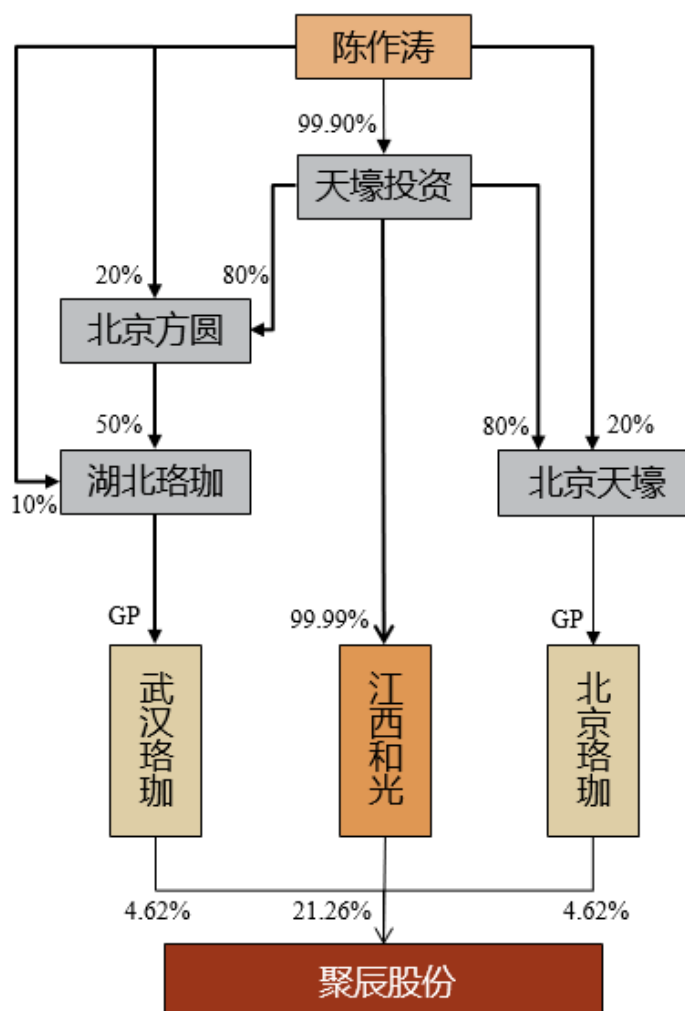 陈作涛
99.90%
天壕投资
20%
80%
北京方圆
50%
80%
20%
湖北珞珈
北京天壕
10%
GP
99.99%
GP
武汉珞珈
江西和光
北京珞珈
4.62%
21.26%
4.62%
聚辰股份